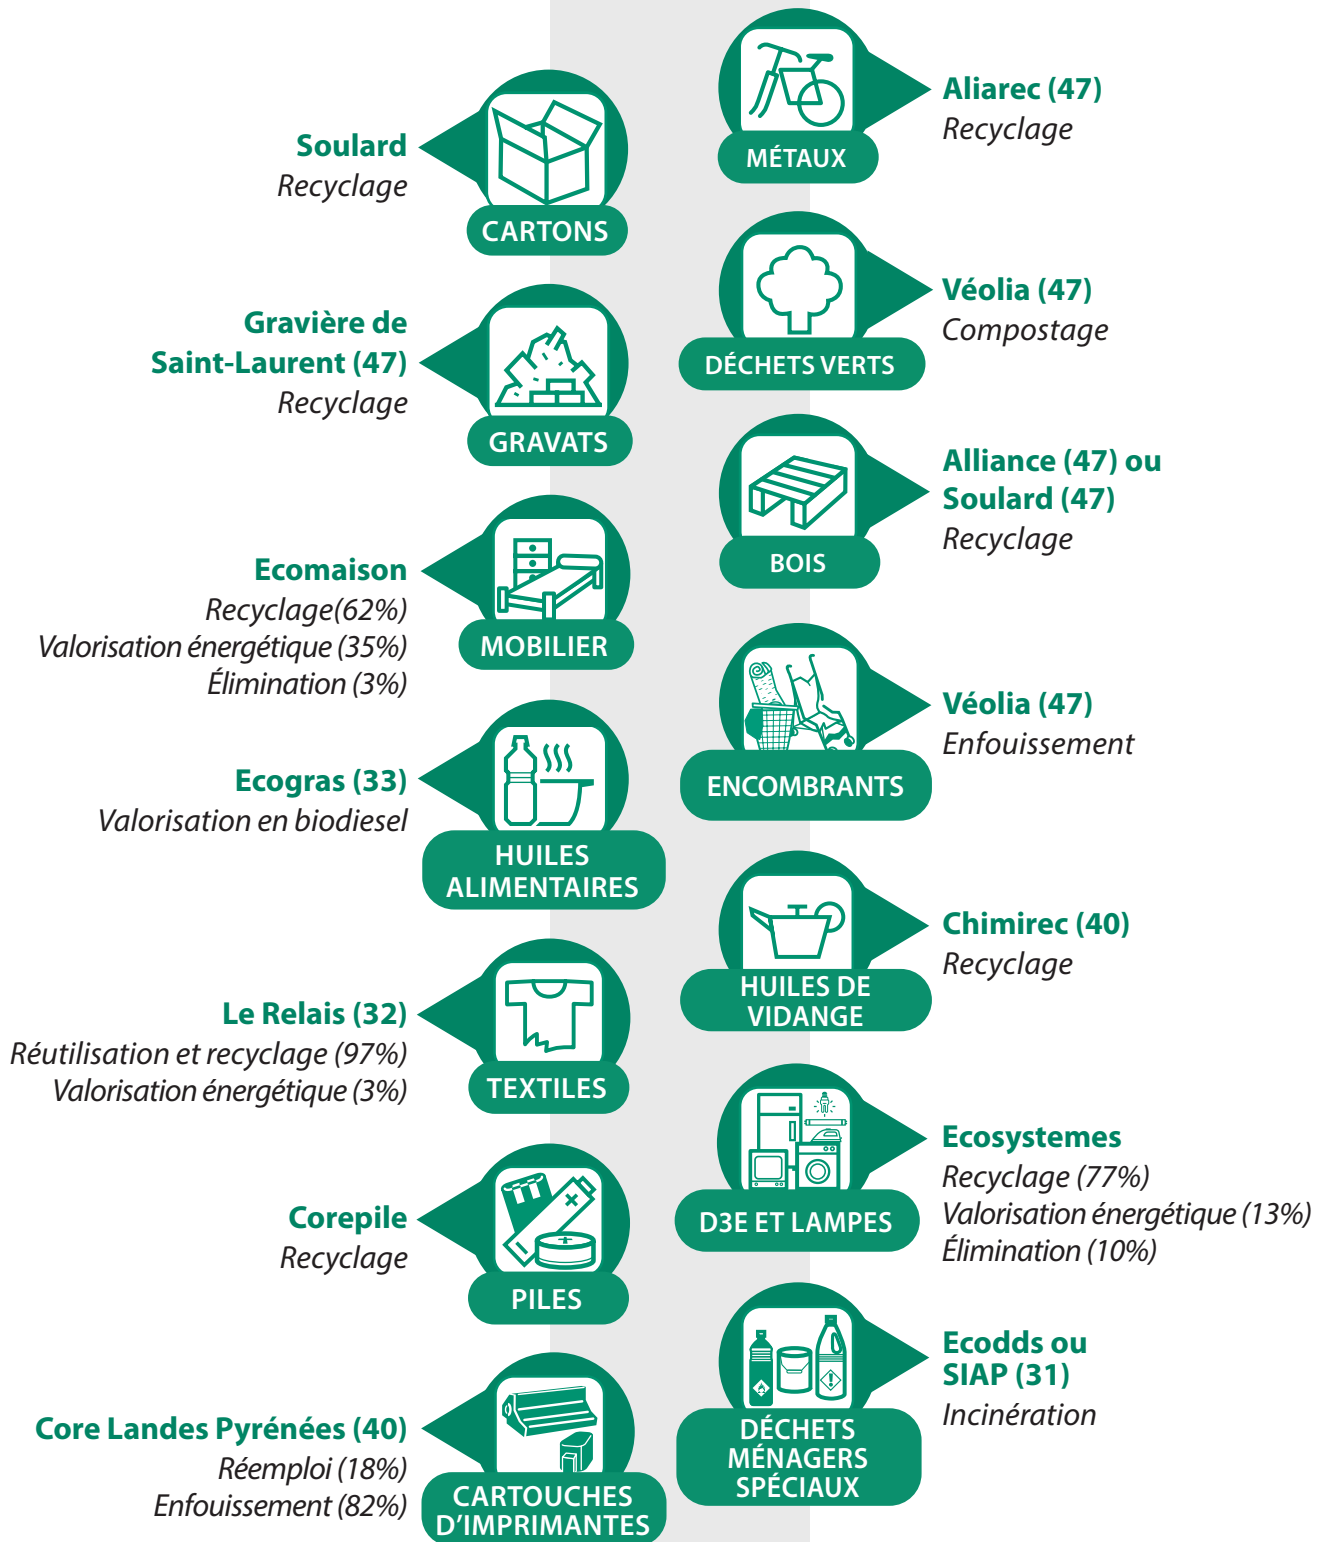 Aliarec (47)
Recyclage
MÉTAUX
Soulard
Recyclage
CARTONS
Véolia (47)
Compostage
DÉCHETS VERTS
Gravière de
Saint-Laurent (47)
Recyclage
GRAVATS
Alliance (47) ou
Soulard (47)
Recyclage
BOIS
Ecomaison
Recyclage(62%)
Valorisation énergétique (35%)
Élimination (3%)
MOBILIER
Véolia (47)
Enfouissement
ENCOMBRANTS
Ecogras (33)
Valorisation en biodiesel
HUILES
ALIMENTAIRES
Chimirec (40)
Recyclage
HUILES DE
VIDANGE
Le Relais (32)
Réutilisation et recyclage (97%)
Valorisation énergétique (3%)
TEXTILES
Ecosystemes
Recyclage (77%)
Valorisation énergétique (13%)
Élimination (10%)
D3E ET LAMPES
Corepile
Recyclage
PILES
Ecodds ou
SIAP (31)
Incinération
DÉCHETS
MÉNAGERS
SPÉCIAUX
Core Landes Pyrénées (40)
Réemploi (18%)
Enfouissement (82%)
CARTOUCHES
D'IMPRIMANTES